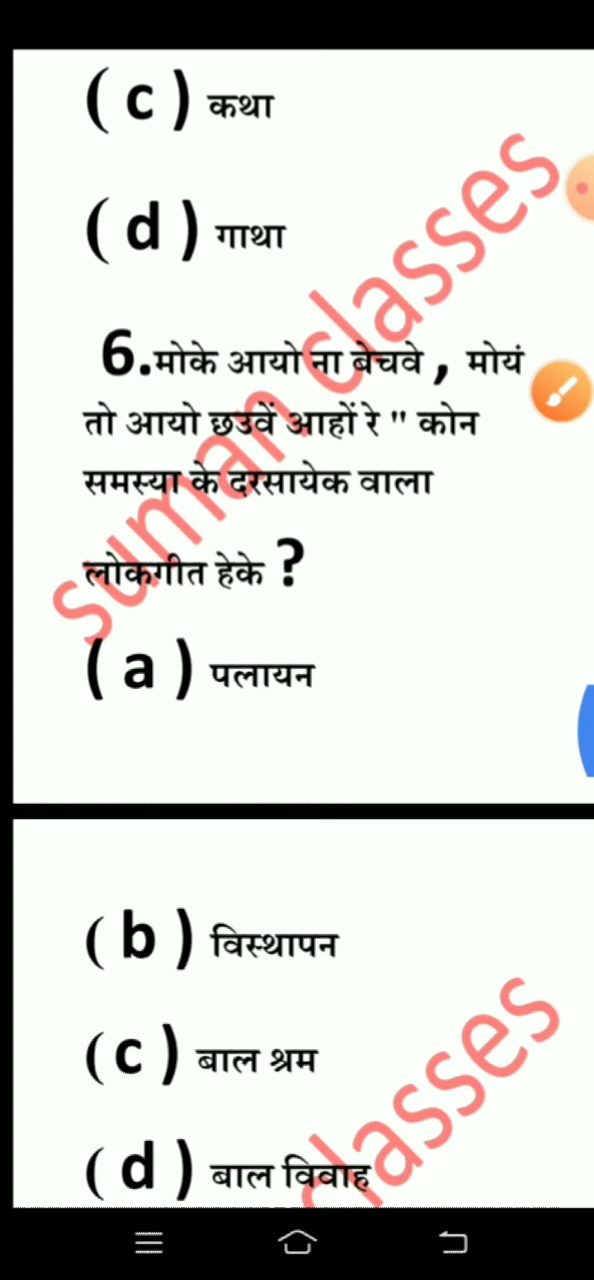 ( c ) कथा
( d ) गाथा
6.मोके आयो ना बेचवे , मोयं
तो आयो छउवें आहों रे " कोन
समस्या के दरसायेक वाला
लोकगीत हेके ?
( a ) पलायन
( b ) विस्थापन
( c ) बाल श्रम
( d ) बाल विवाह
suman classes
classes